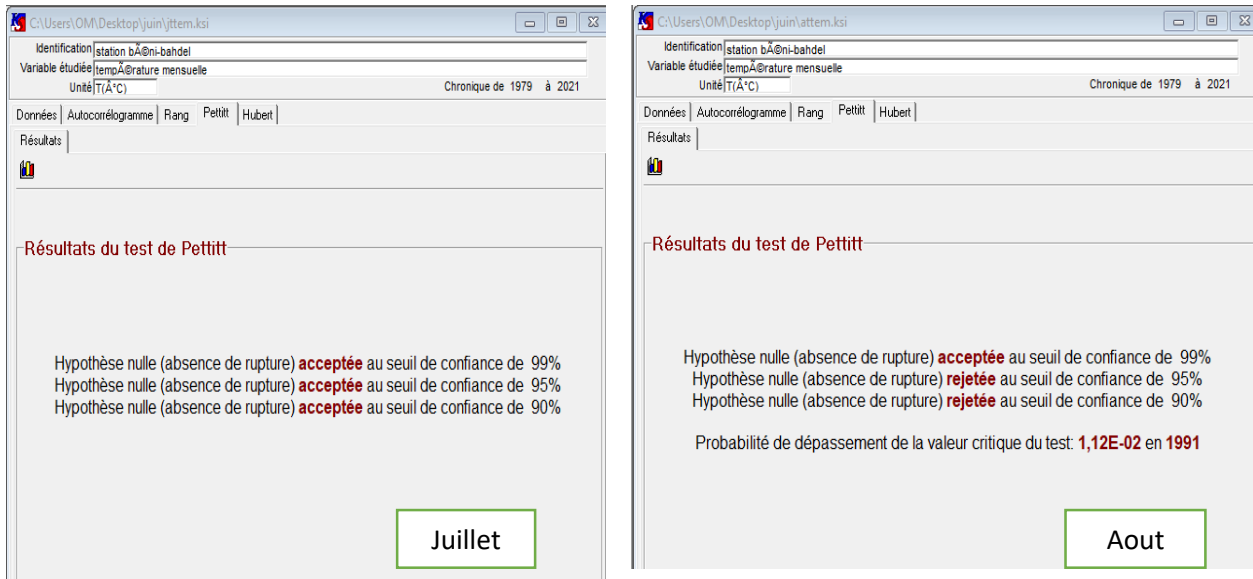 C:\Users\OM\Desktop\juin\jttem.ksi
Identification station bÃ©ni-bahdel
Variable étudiée tempÃ©rature mensuelle
Unité T(Â°C) Chronique de 1979 à 2021
Données Autocorrélogramme Rang Pettitt Hubert
Résultats
Résultats du test de Pettitt
Hypothèse nulle (absence de rupture) acceptée au seuil de confiance de 99%
Hypothèse nulle (absence de rupture) acceptée au seuil de confiance de 95%
Hypothèse nulle (absence de rupture) acceptée au seuil de confiance de 90%
Juillet
C:\Users\OM\Desktop\juin\attem.ksi
Identification station bÃ©ni-bahdel
Variable étudiée tempÃ©rature mensuelle
Unité T(Â°C) Chronique de 1979 à 2021
Données Autocorrélogramme Rang Pettitt Hubert
Résultats
Résultats du test de Pettitt
Hypothèse nulle (absence de rupture) acceptée au seuil de confiance de 99%
Hypothèse nulle (absence de rupture) rejetée au seuil de confiance de 95%
Hypothèse nulle (absence de rupture) rejetée au seuil de confiance de 90%
Probabilité de dépassement de la valeur critique du test: 1,12E-02 en 1991
Aout